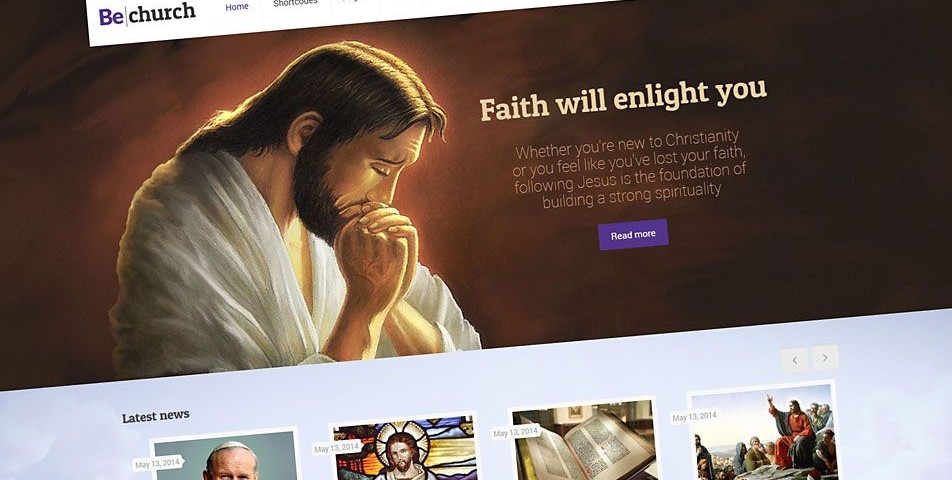 Be church
Home
Shortcodes
Faith will enlight you
Whether you're new to Christianity
or you feel like you've lost your faith,
following Jesus is the foundation of
building a strong spirituality
Read more
Latest news
May 13, 2014
May 13, 2014
May 13, 2014
May 13, 2014